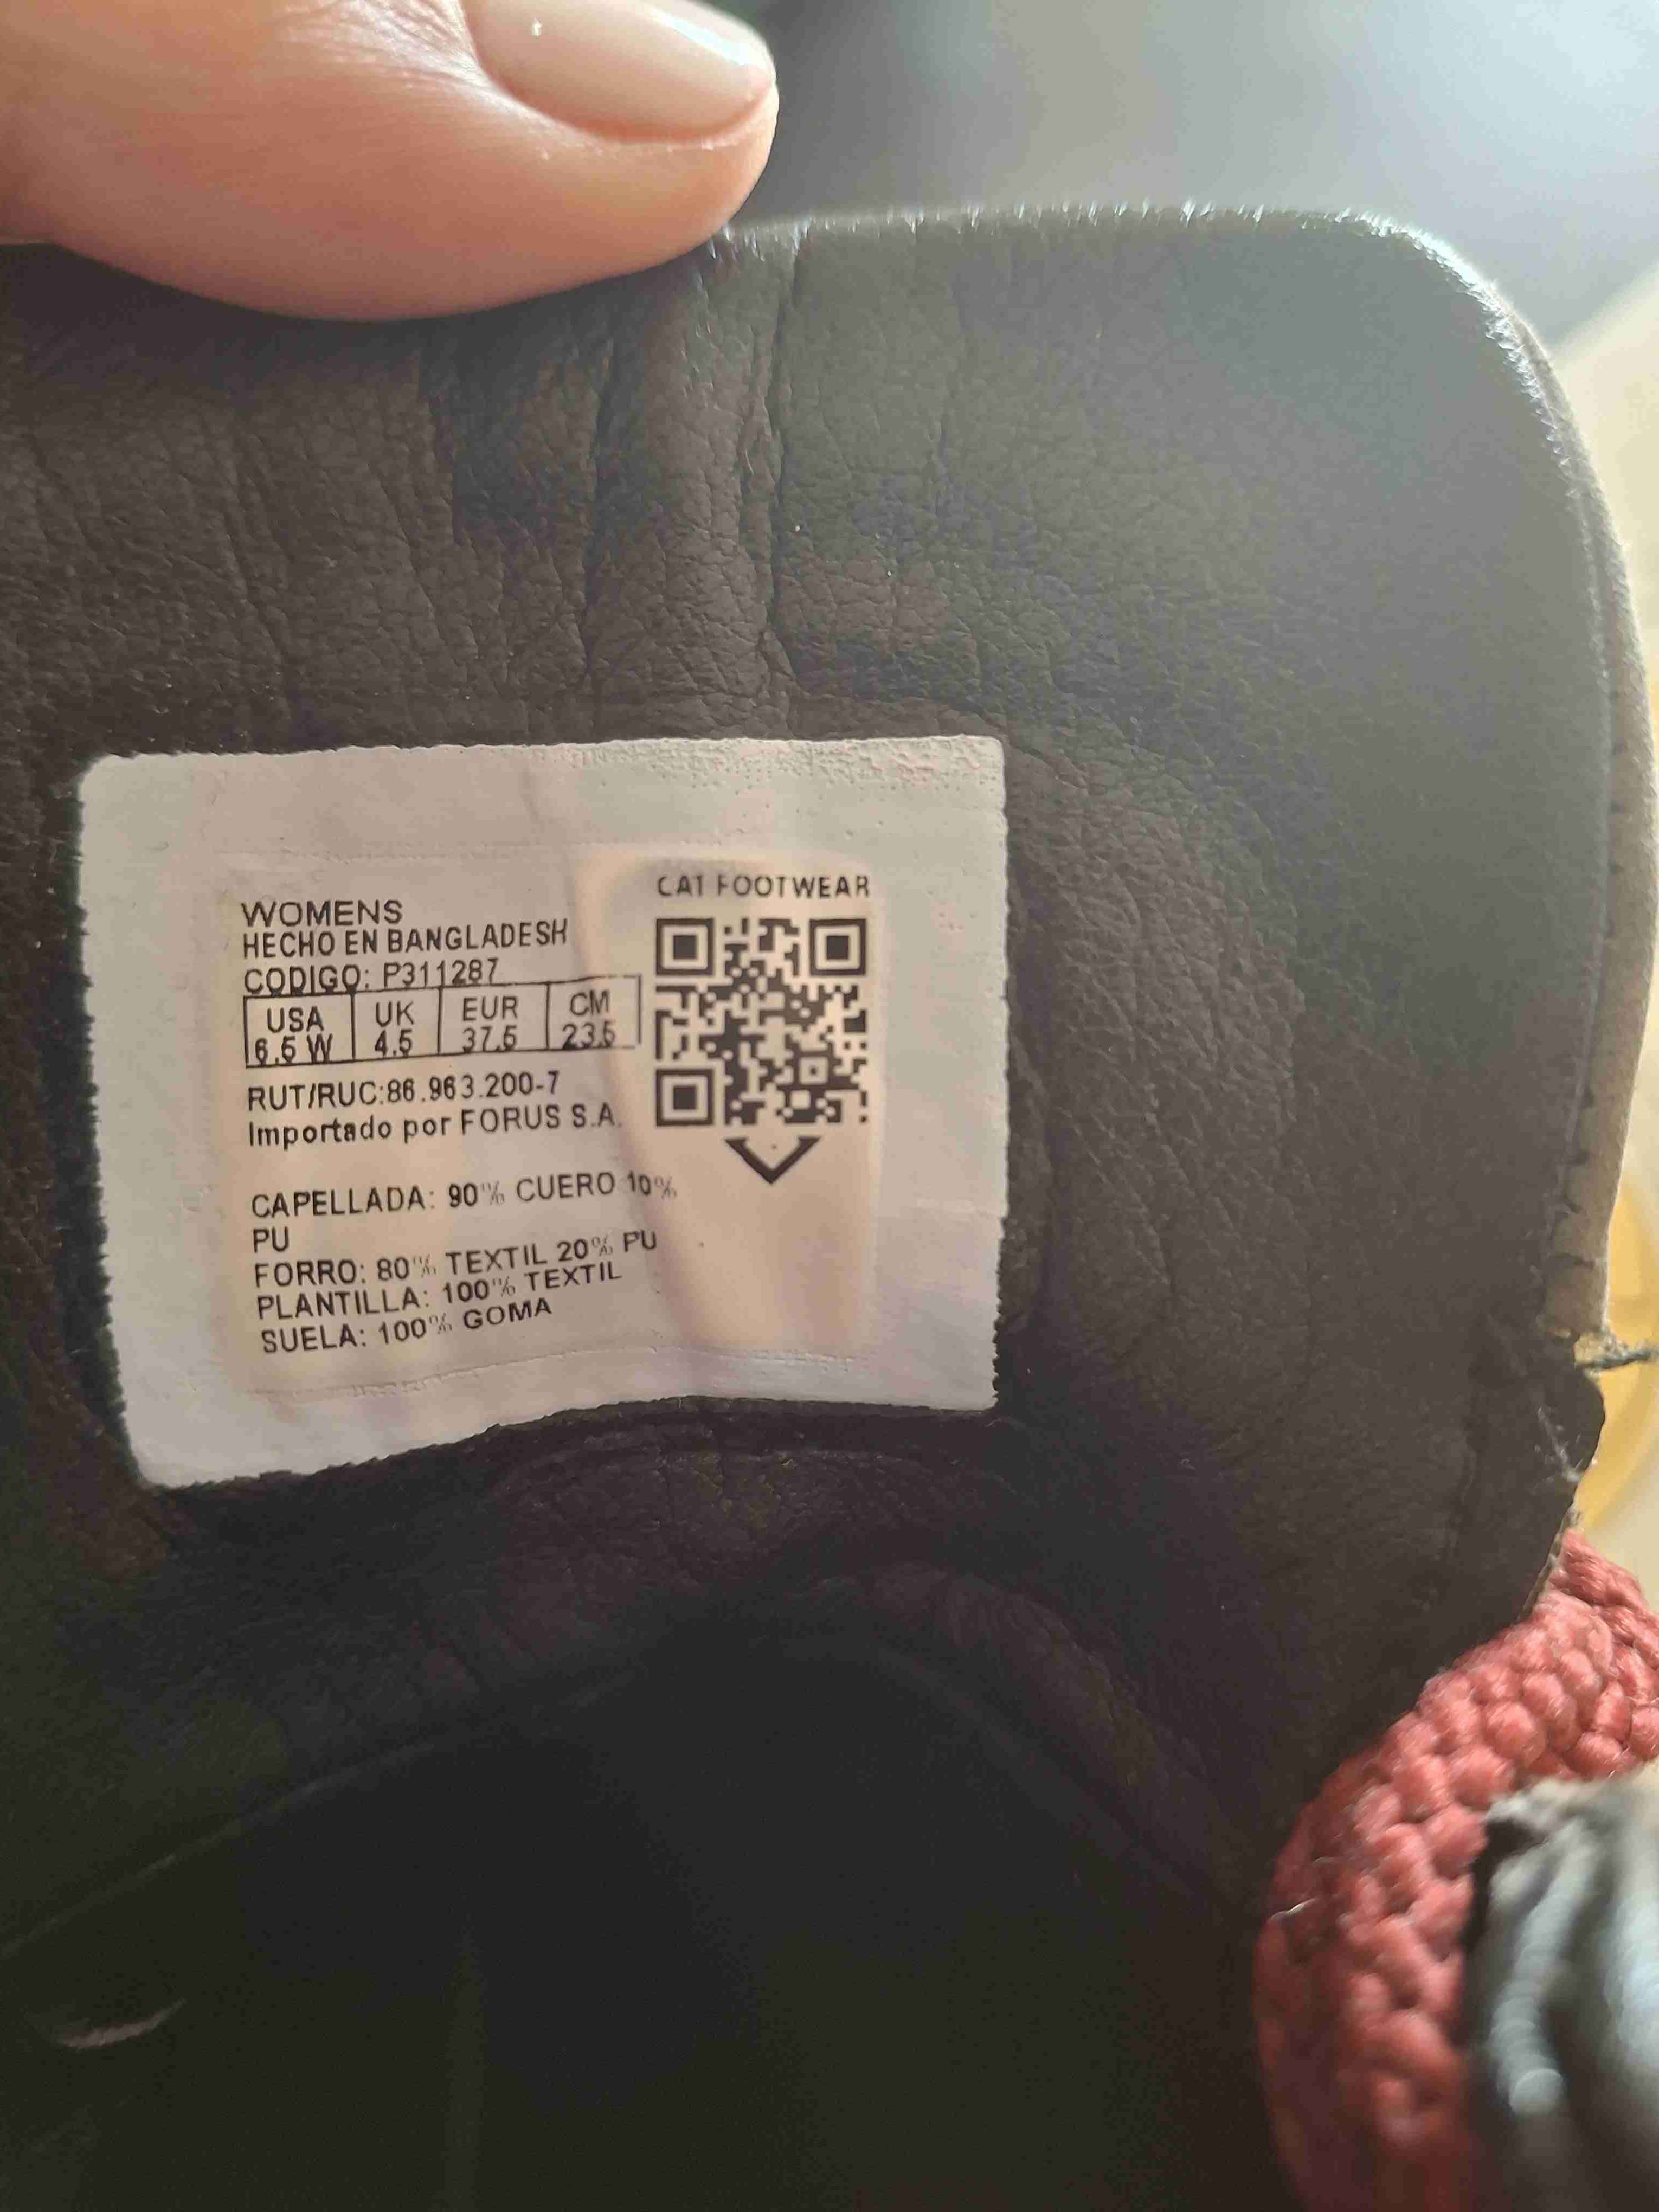 WOMENS
HECHO EN BANGLADESH
CODIGO: P311287
USA UK EUR CM
6.5 W 4.5 37.5 23.5
RUT/RUC:86.963.200-7
Importado por FORUS S.A.
CAPELLADA: 90% CUERO 10%
PU
FORRO: 80% TEXTIL 20% PU
PLANTILLA: 100% TEXTIL
SUELA: 100% GOMA
CAT FOOTWEAR